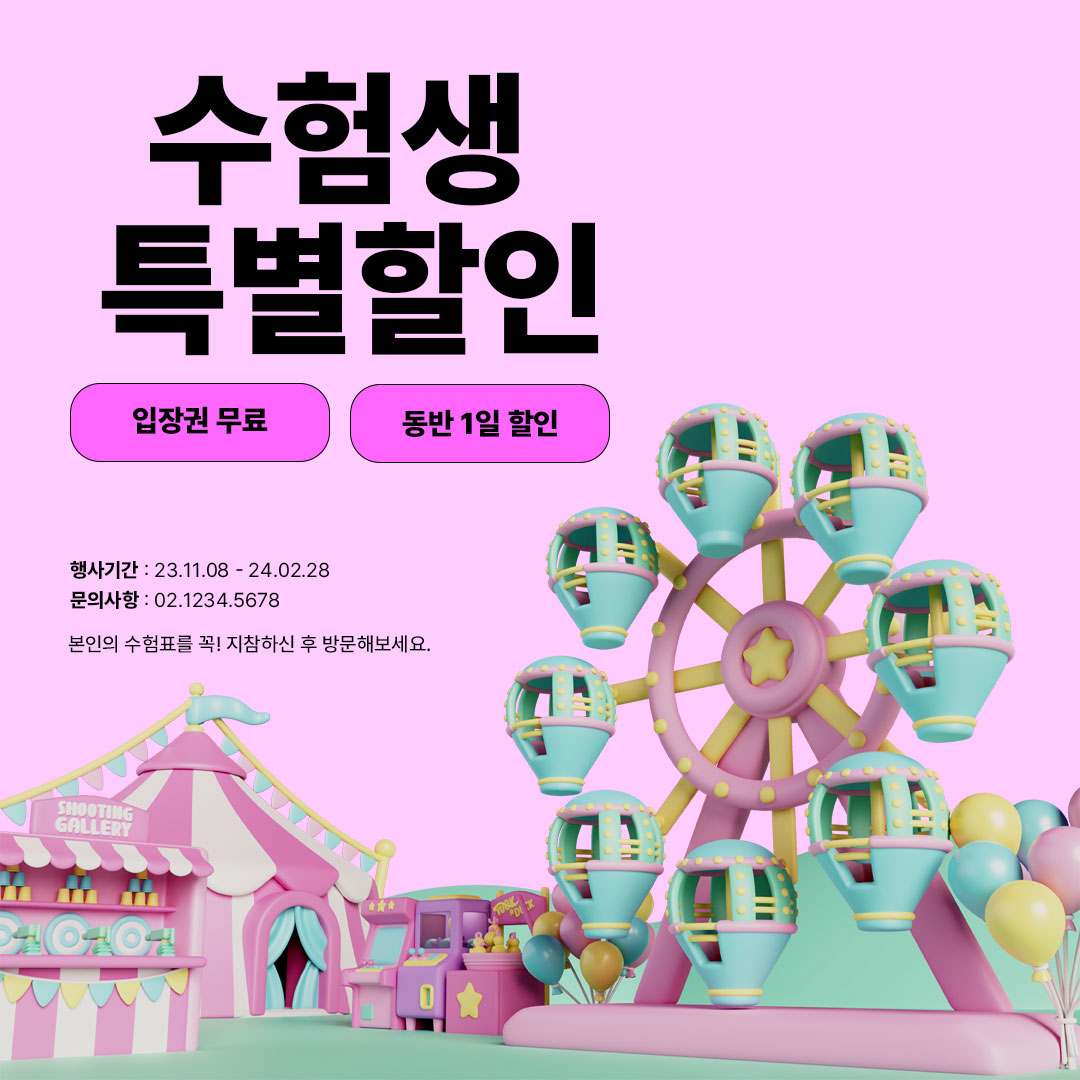 수험생
특별할인
입장권 무료
동반 1일 할인
행사기간 : 23.11.08 - 24.02.28
문의사항 : 02.1234.5678
본인의 수험표를 꼭! 지참하신 후 방문해보세요.
SHOOTING
GALLERY